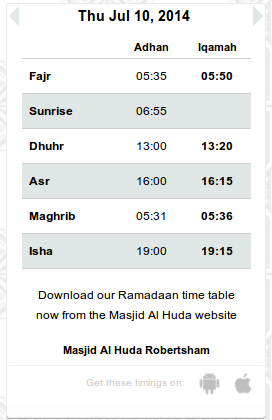 Thu Jul 10, 2014
Adhan Iqamah
Fajr 05:35 05:50
Sunrise 06:55
Dhuhr 13:00 13:20
Asr 16:00 16:15
Maghrib 05:31 05:36
Isha 19:00 19:15
Download our Ramadaan time table
now from the Masjid Al Huda website
Masjid Al Huda Robertsham
Get these timings on: